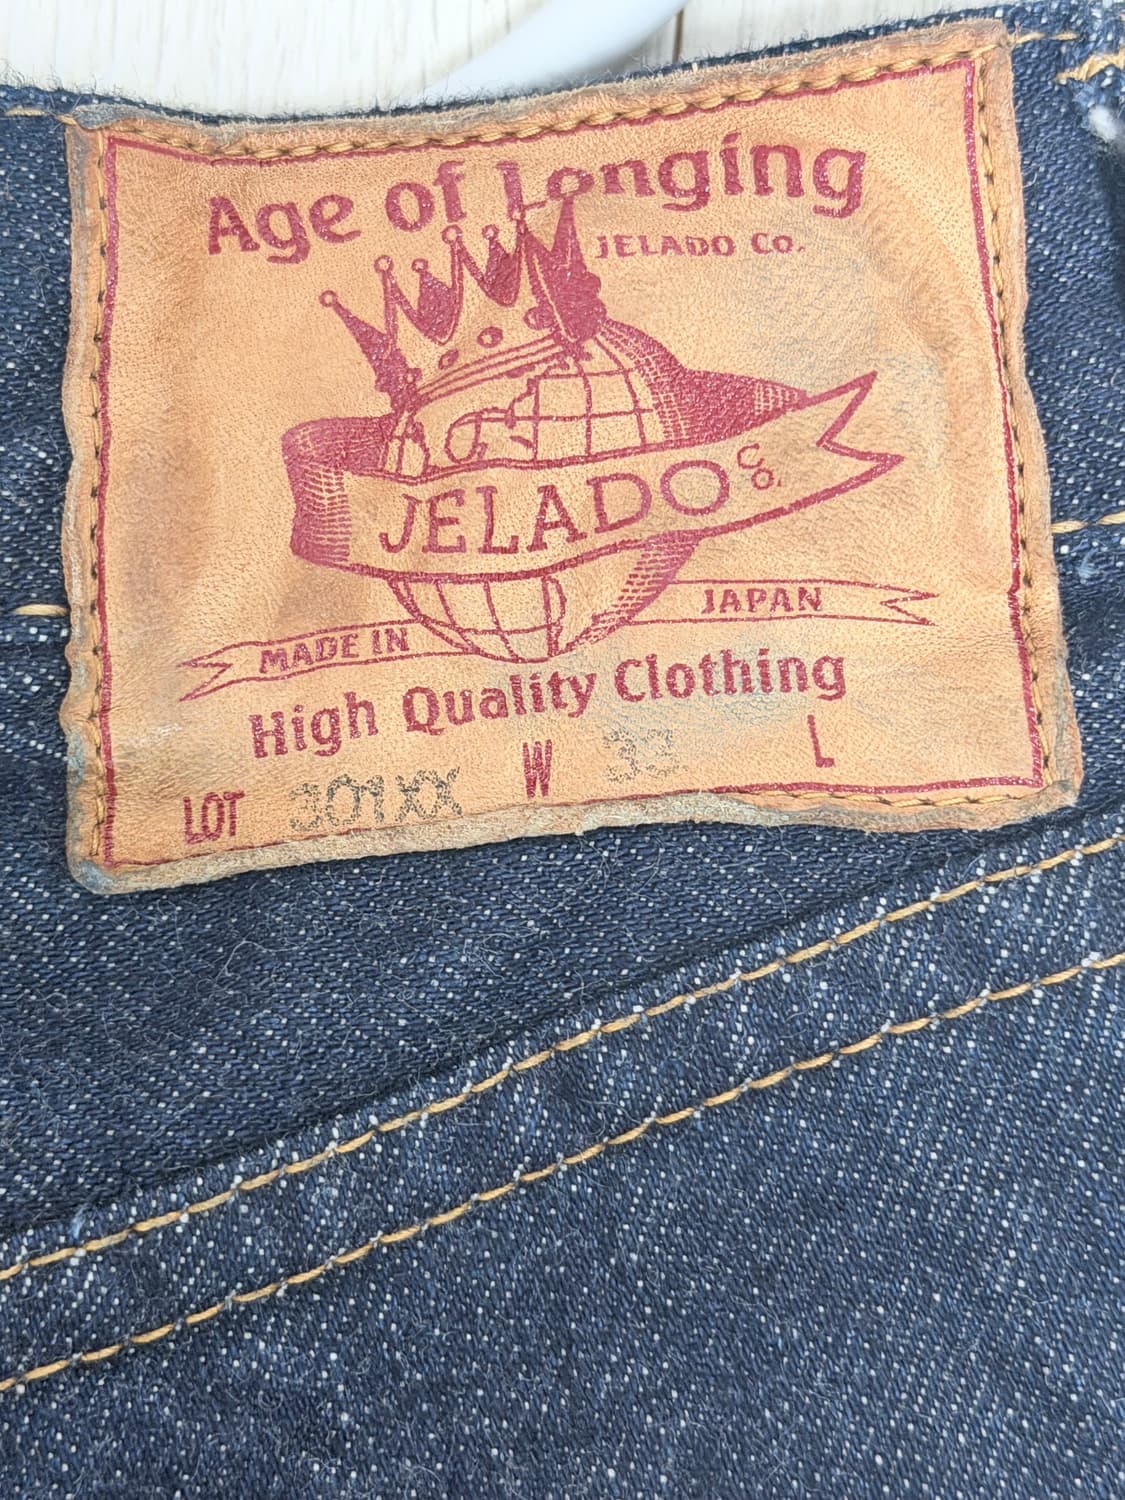 Age of Longing
JELADO Co.
JELADO Co.
MADE IN JAPAN
High Quality Clothing
LOT 301XX W 33 L